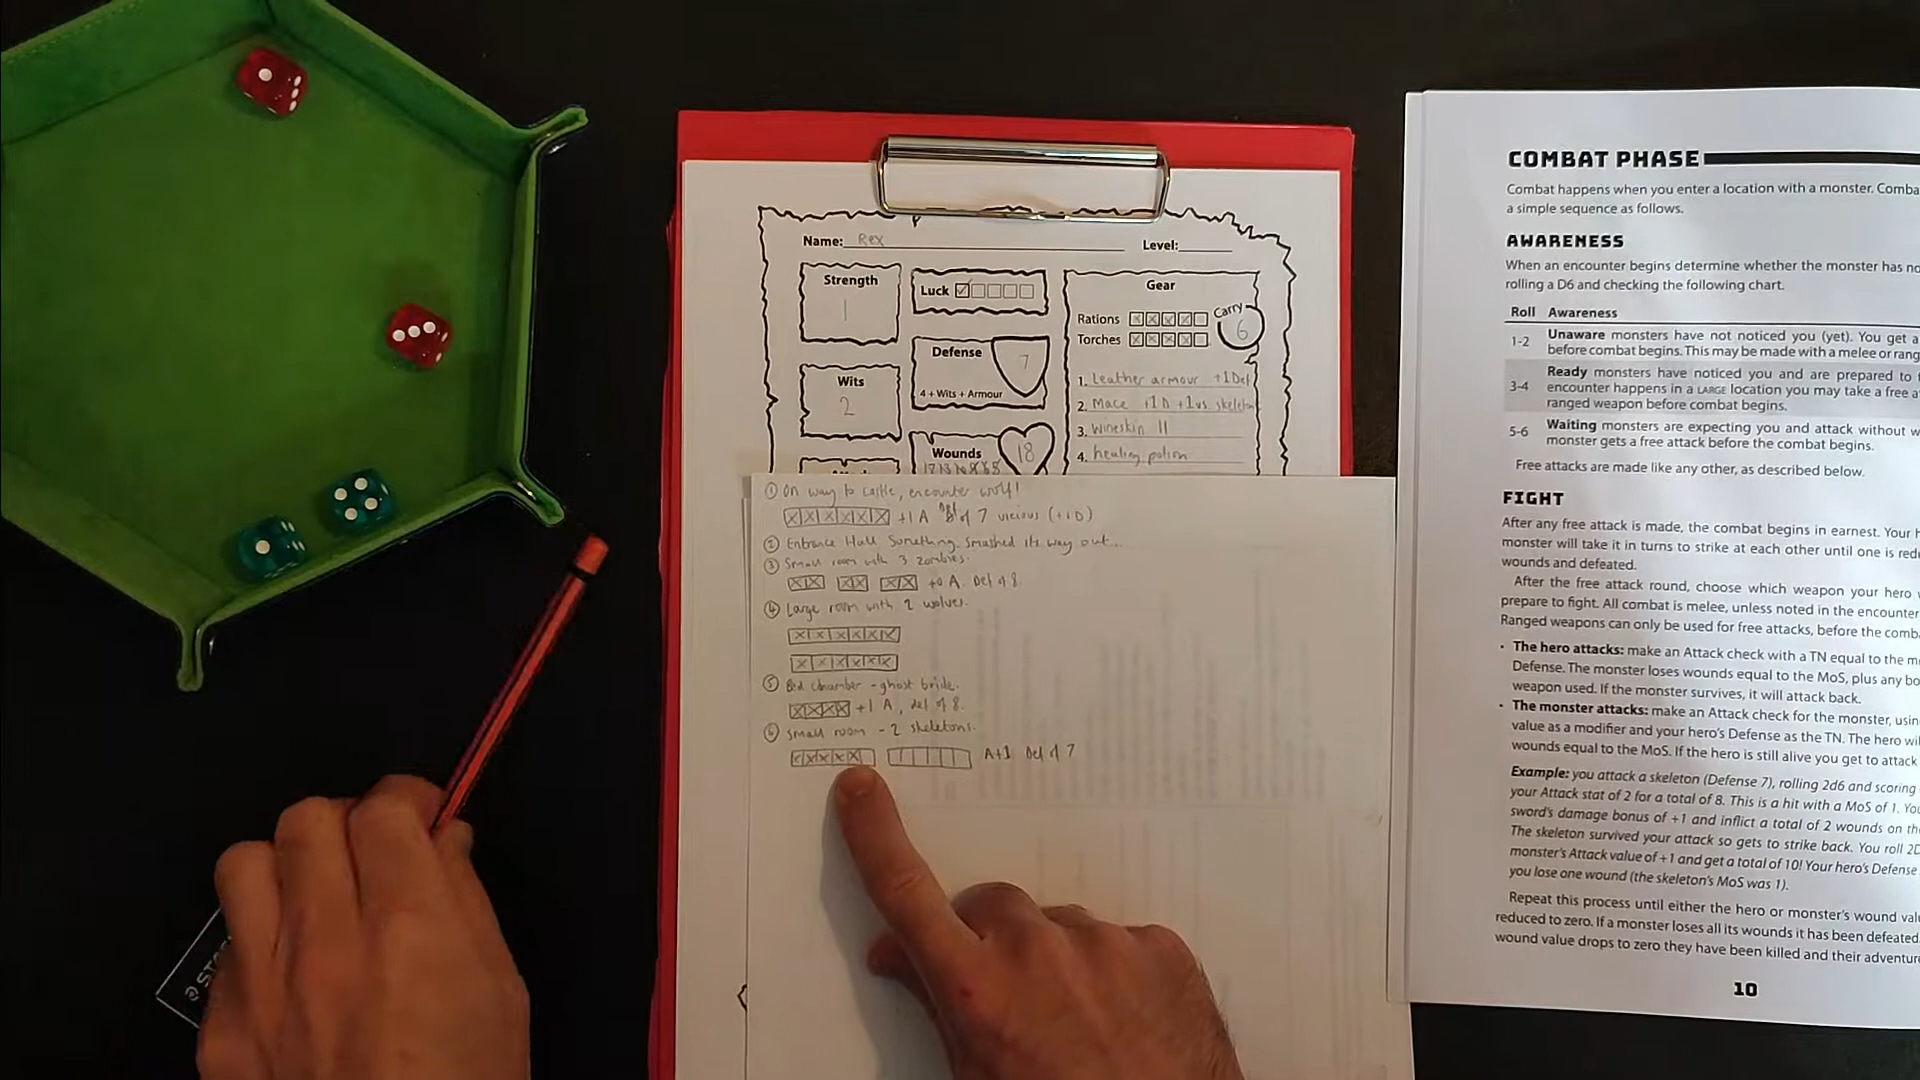 Name: Rex
Level:
Strength
1
Luck
Gear
Rations
Torches
Carry
6
Defense
7
4 + Wits + Armour
Wits
2
Wounds
18
1. Leather armour +1 Def
2. Mace +1D +1 vs skeleton
3. Wineskin II
4. healing potion
① On way to castle, encounter wolf!
+1 A Def of 7 vicious (+1D)
② Entrance Hall Something smashed its way out...
③ Small room with 3 zombies.
+0 A. Def of 8.
④ Large room with 2 wolves.
⑤ Bed chamber - ghost bride.
+1 A, def of 8.
⑥ Small room - 2 skeletons.
A+1 Def of 7
COMBAT PHASE
Combat happens when you enter a location with a monster.
a simple sequence as follows.
AWARENESS
When an encounter begins determine whether the monster has
rolling a D6 and checking the following chart.
Roll Awareness
1-2 Unaware monsters have not noticed you (yet). You get a
before combat begins. This may be made with a melee or
3-4 Ready monsters have noticed you and are prepared to
encounter happens in a LARGE location you may take a free
ranged weapon before combat begins.
5-6 Waiting monsters are expecting you and attack without
monster gets a free attack before the combat begins.
Free attacks are made like any other, as described below.
FIGHT
After any free attack is made, the combat begins in earnest. Your
monster will take it in turns to strike at each other until one is
wounds and defeated.
After the free attack round, choose which weapon your hero
prepare to fight. All combat is melee, unless noted in the encounter
Ranged weapons can only be used for free attacks, before the
• The hero attacks: make an Attack check with a TN equal to the
Defense. The monster loses wounds equal to the MoS, plus any
weapon used. If the monster survives, it will attack back.
• The monster attacks: make an Attack check for the monster,
value as a modifier and your hero's Defense as the TN. The hero
wounds equal to the MoS. If the hero is still alive you get to attack
Example: you attack a skeleton (Defense 7), rolling 2d6 and scoring
your Attack stat of 2 for a total of 8. This is a hit with a MoS of 1.
sword's damage bonus of +1 and inflict a total of 2 wounds on
The skeleton survived your attack so gets to strike back. You roll
monster's Attack value of +1 and get a total of 10! Your hero's Defense
you lose one wound (the skeleton's MoS was 1).
Repeat this process until either the hero or monster's wound
reduced to zero. If a monster loses all its wounds it has been defeated.
wound value drops to zero they have been killed and their
10